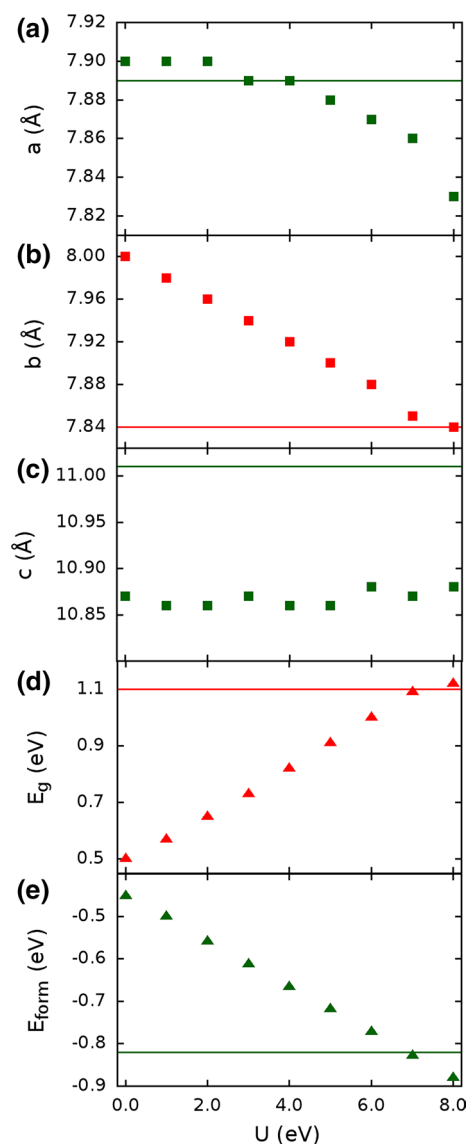 (a)
7.92
7.90
7.88
7.86
7.84
7.82
a (Å)
(b)
8.00
7.96
7.92
7.88
7.84
b (Å)
(c)
11.00
10.95
10.90
10.85
c (Å)
(d)
1.1
0.9
0.7
0.5
Eg (eV)
(e)
-0.5
-0.6
-0.7
-0.8
-0.9
Eform (eV)
0.0 2.0 4.0 6.0 8.0
U (eV)